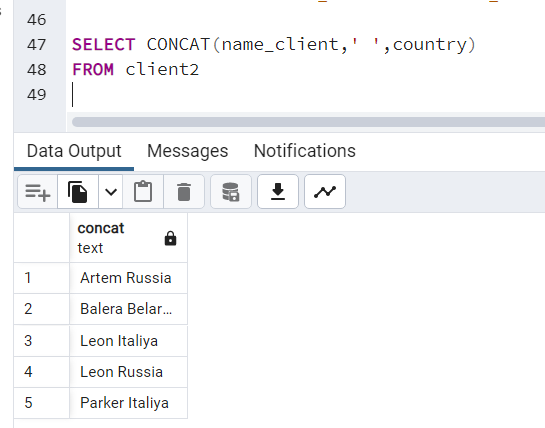 46
47 SELECT CONCAT(name_client,' ',country)
48 FROM client2
49
Data Output Messages Notifications
concat
text
1 Artem Russia
2 Balera Belar...
3 Leon Italiya
4 Leon Russia
5 Parker Italiya